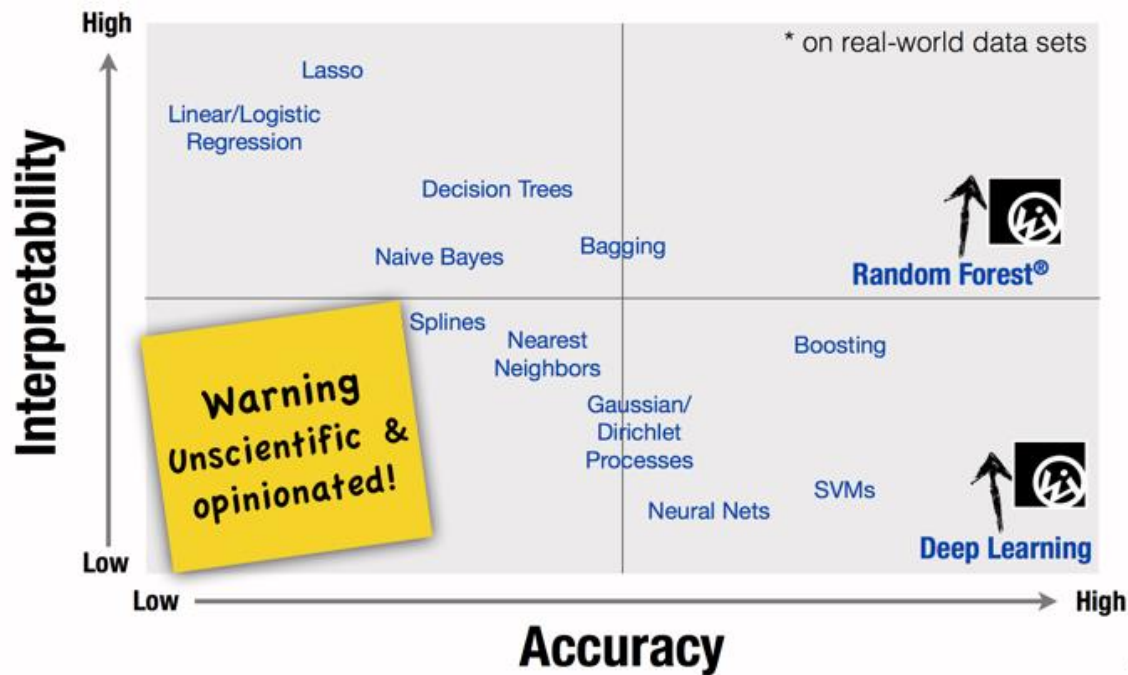 High
* on real-world data sets
Lasso
Linear/Logistic
Regression
Decision Trees
Naive Bayes
Bagging
Random Forest®
Interpretability
Splines
Nearest
Neighbors
Boosting
Warning
Unscientific &
opinionated!
Gaussian/
Dirichlet
Processes
SVMs
Neural Nets
Deep Learning
Low
Low
High
Accuracy